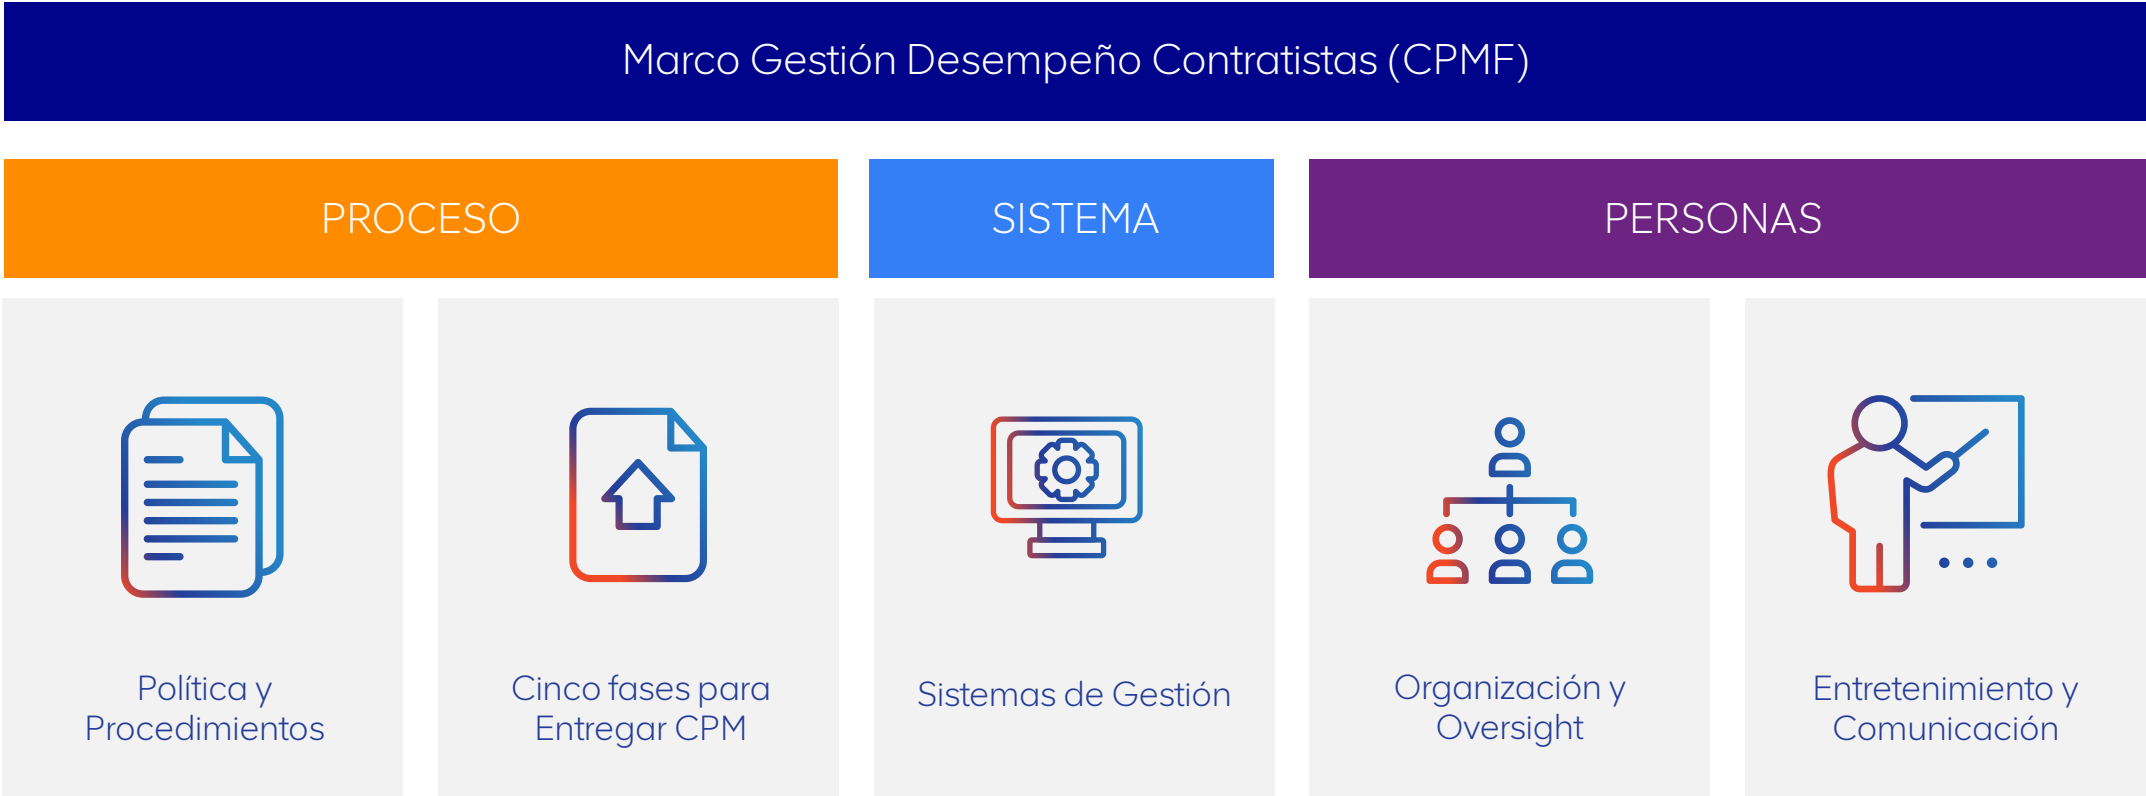 Marco Gestión Desempeño Contratistas (CPMF)
PROCESO
SISTEMA
PERSONAS
Política y
Procedimientos
Cinco fases para
Entregar CPM
Sistemas de Gestión
Organización y
Oversight
Entretenimiento y
Comunicación